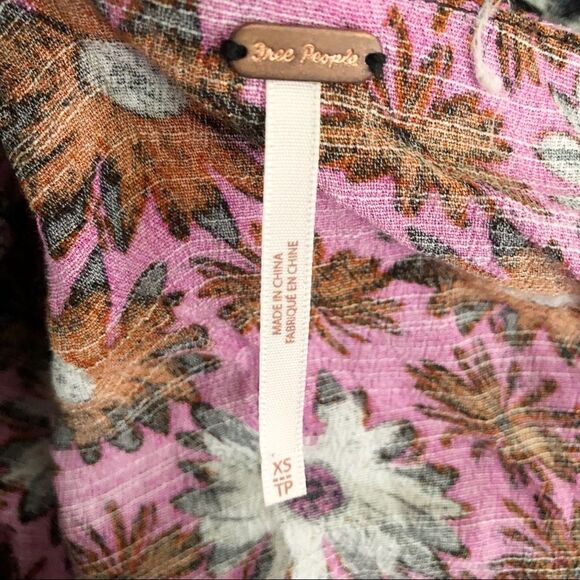 Free People
MADE IN CHINA
FABRIQUÉ EN CHINE
XS
TP